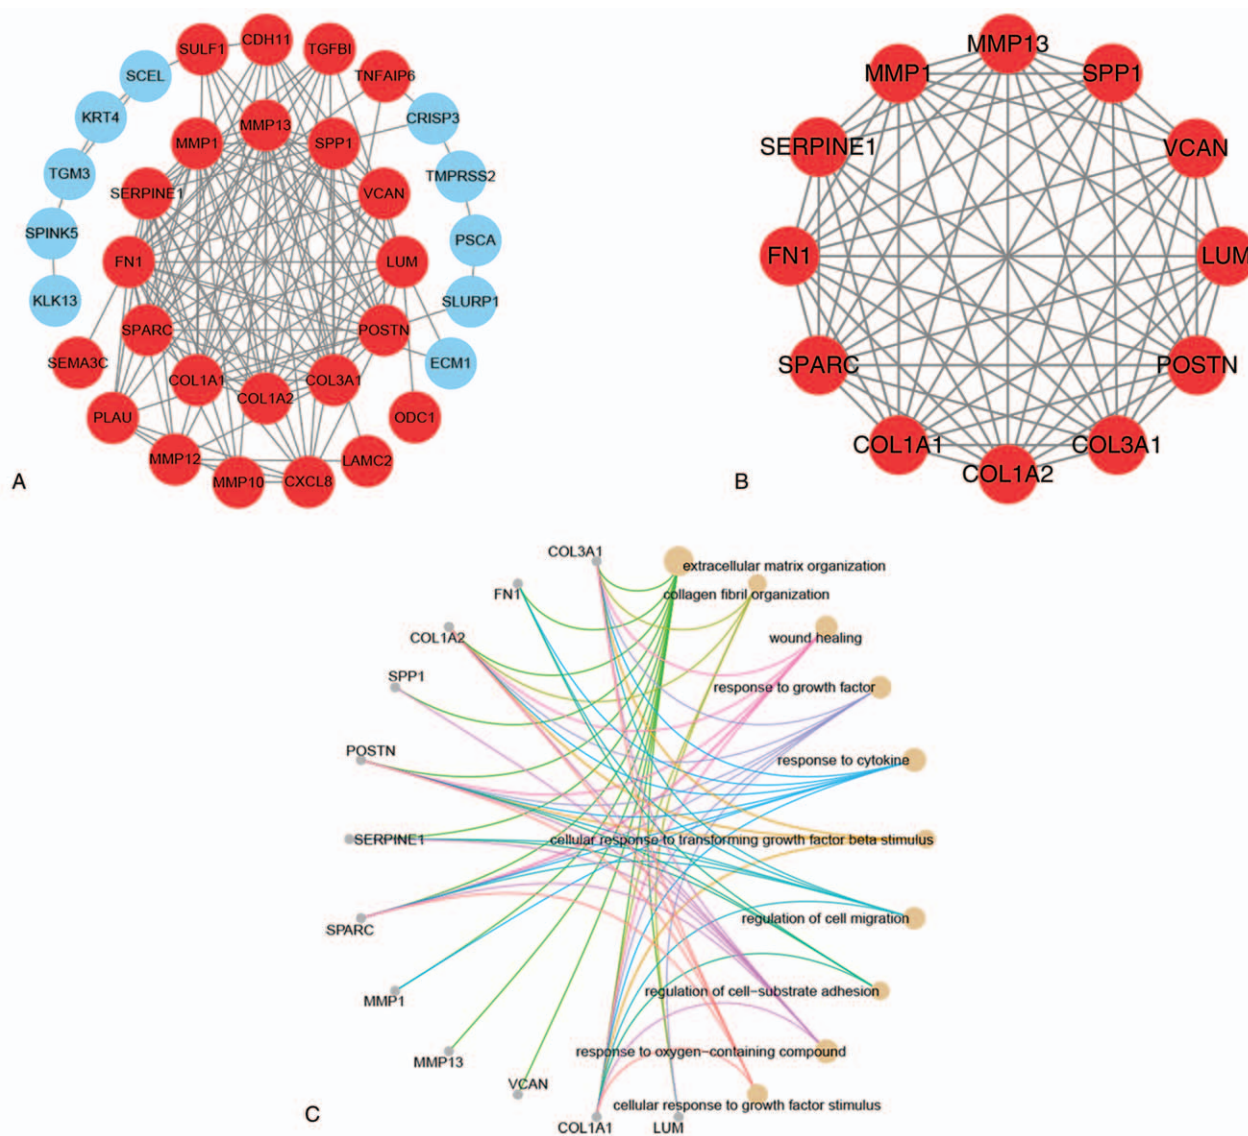 SULF1
CDH11
TGFBI
TNFAIP6
SCEL
KRT4
CRISP3
MMP13
MMP1
SPP1
TGM3
TMPRSS2
SERPINE1
VCAN
SPINK5
PSCA
FN1
LUM
KLK13
SLURP1
SPARC
POSTN
SEMA3C
ECM1
COL1A1
COL3A1
COL1A2
PLAU
ODC1
MMP12
LAMC2
MMP10
CXCL8
A
MMP13
MMP1
SPP1
SERPINE1
VCAN
FN1
LUM
SPARC
POSTN
COL1A1
COL3A1
COL1A2
B
COL3A1
extracellular matrix organization
FN1
collagen fibril organization
COL1A2
wound healing
SPP1
response to growth factor
POSTN
response to cytokine
SERPINE1
cellular response to transforming growth factor beta stimulus
SPARC
regulation of cell migration
MMP1
regulation of cell-substrate adhesion
MMP13
response to oxygen-containing compound
VCAN
cellular response to growth factor stimulus
COL1A1
LUM
C